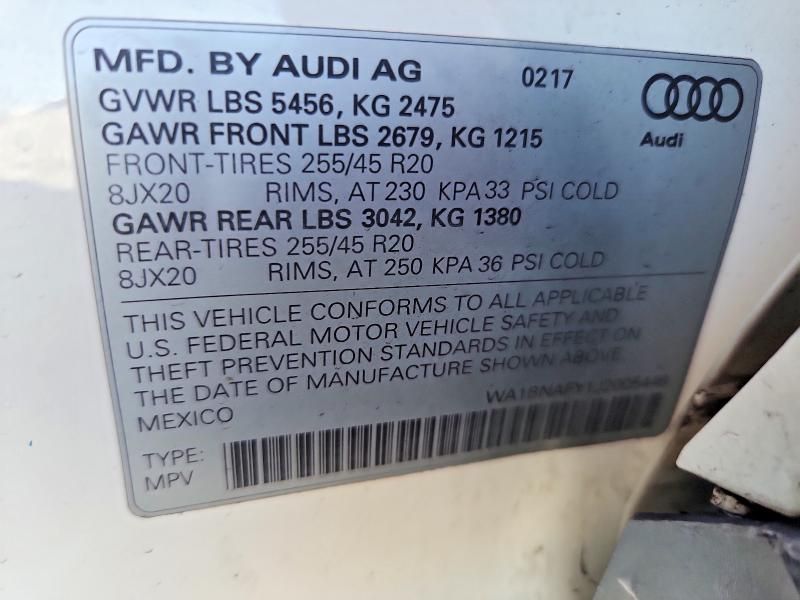 MFD. BY AUDI AG 0217
GVWR LBS 5456, KG 2475
GAWR FRONT LBS 2679, KG 1215
Audi
FRONT-TIRES 255/45 R20
8JX20 RIMS, AT 230 KPA 33 PSI COLD
GAWR REAR LBS 3042, KG 1380
REAR-TIRES 255/45 R20
8JX20 RIMS, AT 250 KPA 36 PSI COLD
THIS VEHICLE CONFORMS TO ALL APPLICABLE
U.S. FEDERAL MOTOR VEHICLE SAFETY AND
THEFT PREVENTION STANDARDS IN EFFECT ON
THE DATE OF MANUFACTURE SHOWN ABOVE.
MEXICO
TYPE:
MPV